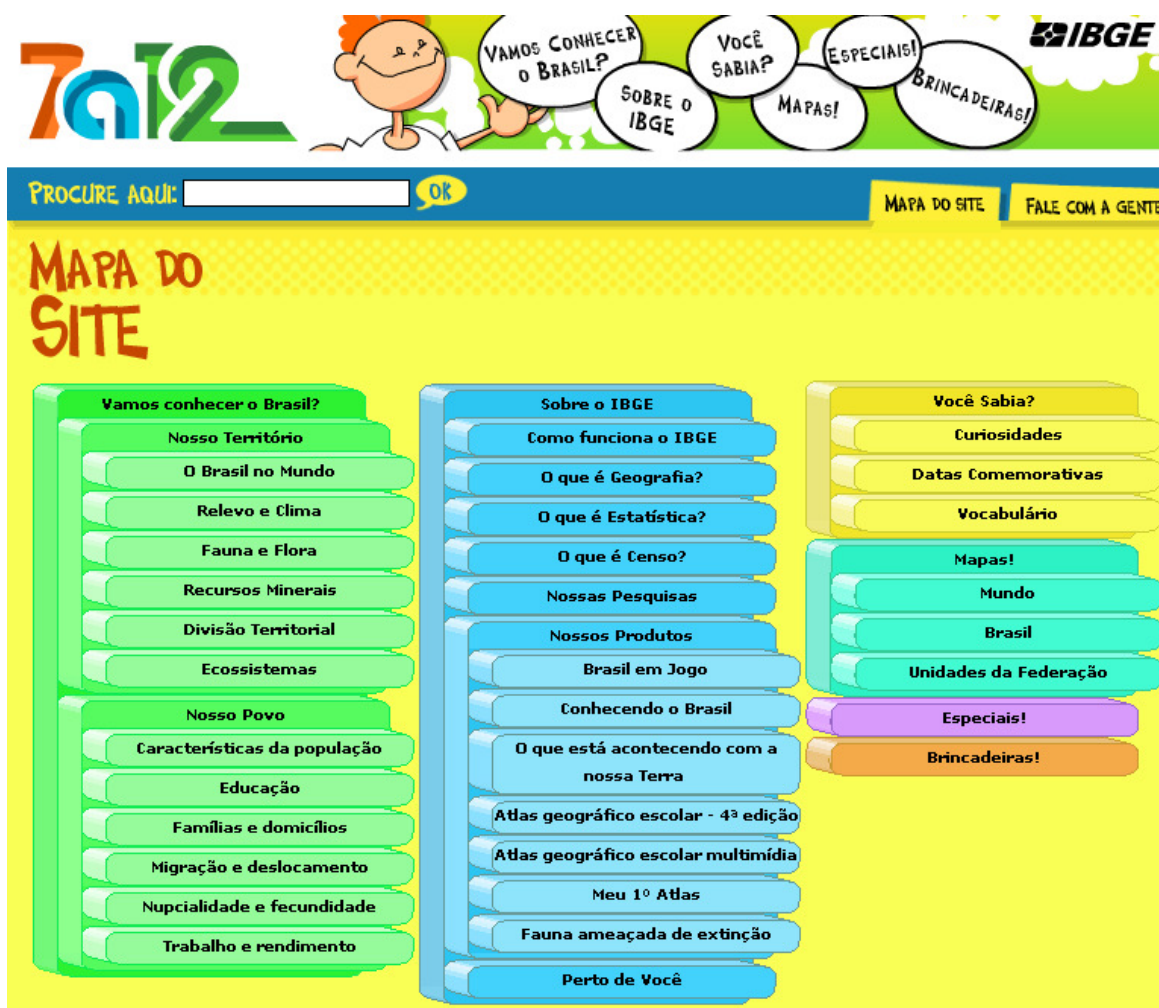 7a12
VAMOS CONHECER
O BRASIL?
SOBRE O
IBGE
VOCÊ
SABIA?
MAPAS!
ESPECIAIS!
BRINCADEIRAS!
IBGE
PROCURE AQUI:
OK
MAPA DO SITE
FALE COM A GENTE
MAPA DO
SITE
Vamos conhecer o Brasil?
Nosso Território
O Brasil no Mundo
Relevo e Clima
Fauna e Flora
Recursos Minerais
Divisão Territorial
Ecossistemas
Nosso Povo
Características da população
Educação
Famílias e domicílios
Migração e deslocamento
Nupcialidade e fecundidade
Trabalho e rendimento
Sobre o IBGE
Como funciona o IBGE
O que é Geografia?
O que é Estatística?
O que é Censo?
Nossas Pesquisas
Nossos Produtos
Brasil em Jogo
Conhecendo o Brasil
O que está acontecendo com a
nossa Terra
Atlas geográfico escolar - 4ª edição
Atlas geográfico escolar multimídia
Meu 1º Atlas
Fauna ameaçada de extinção
Perto de Você
Você Sabia?
Curiosidades
Datas Comemorativas
Vocabulário
Mapas!
Mundo
Brasil
Unidades da Federação
Especiais!
Brincadeiras!